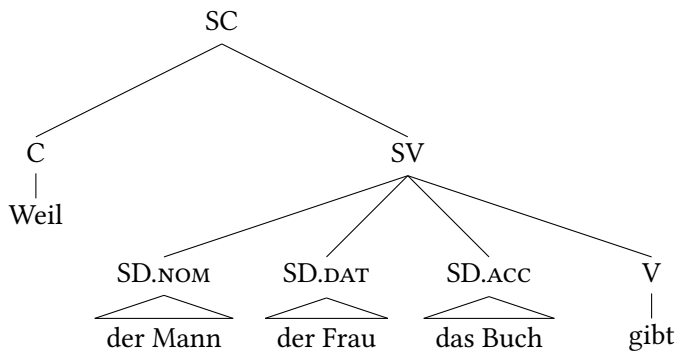 SC
C SV
Weil
SD.NOM SD.DAT SD.ACC V
der Mann der Frau das Buch gibt